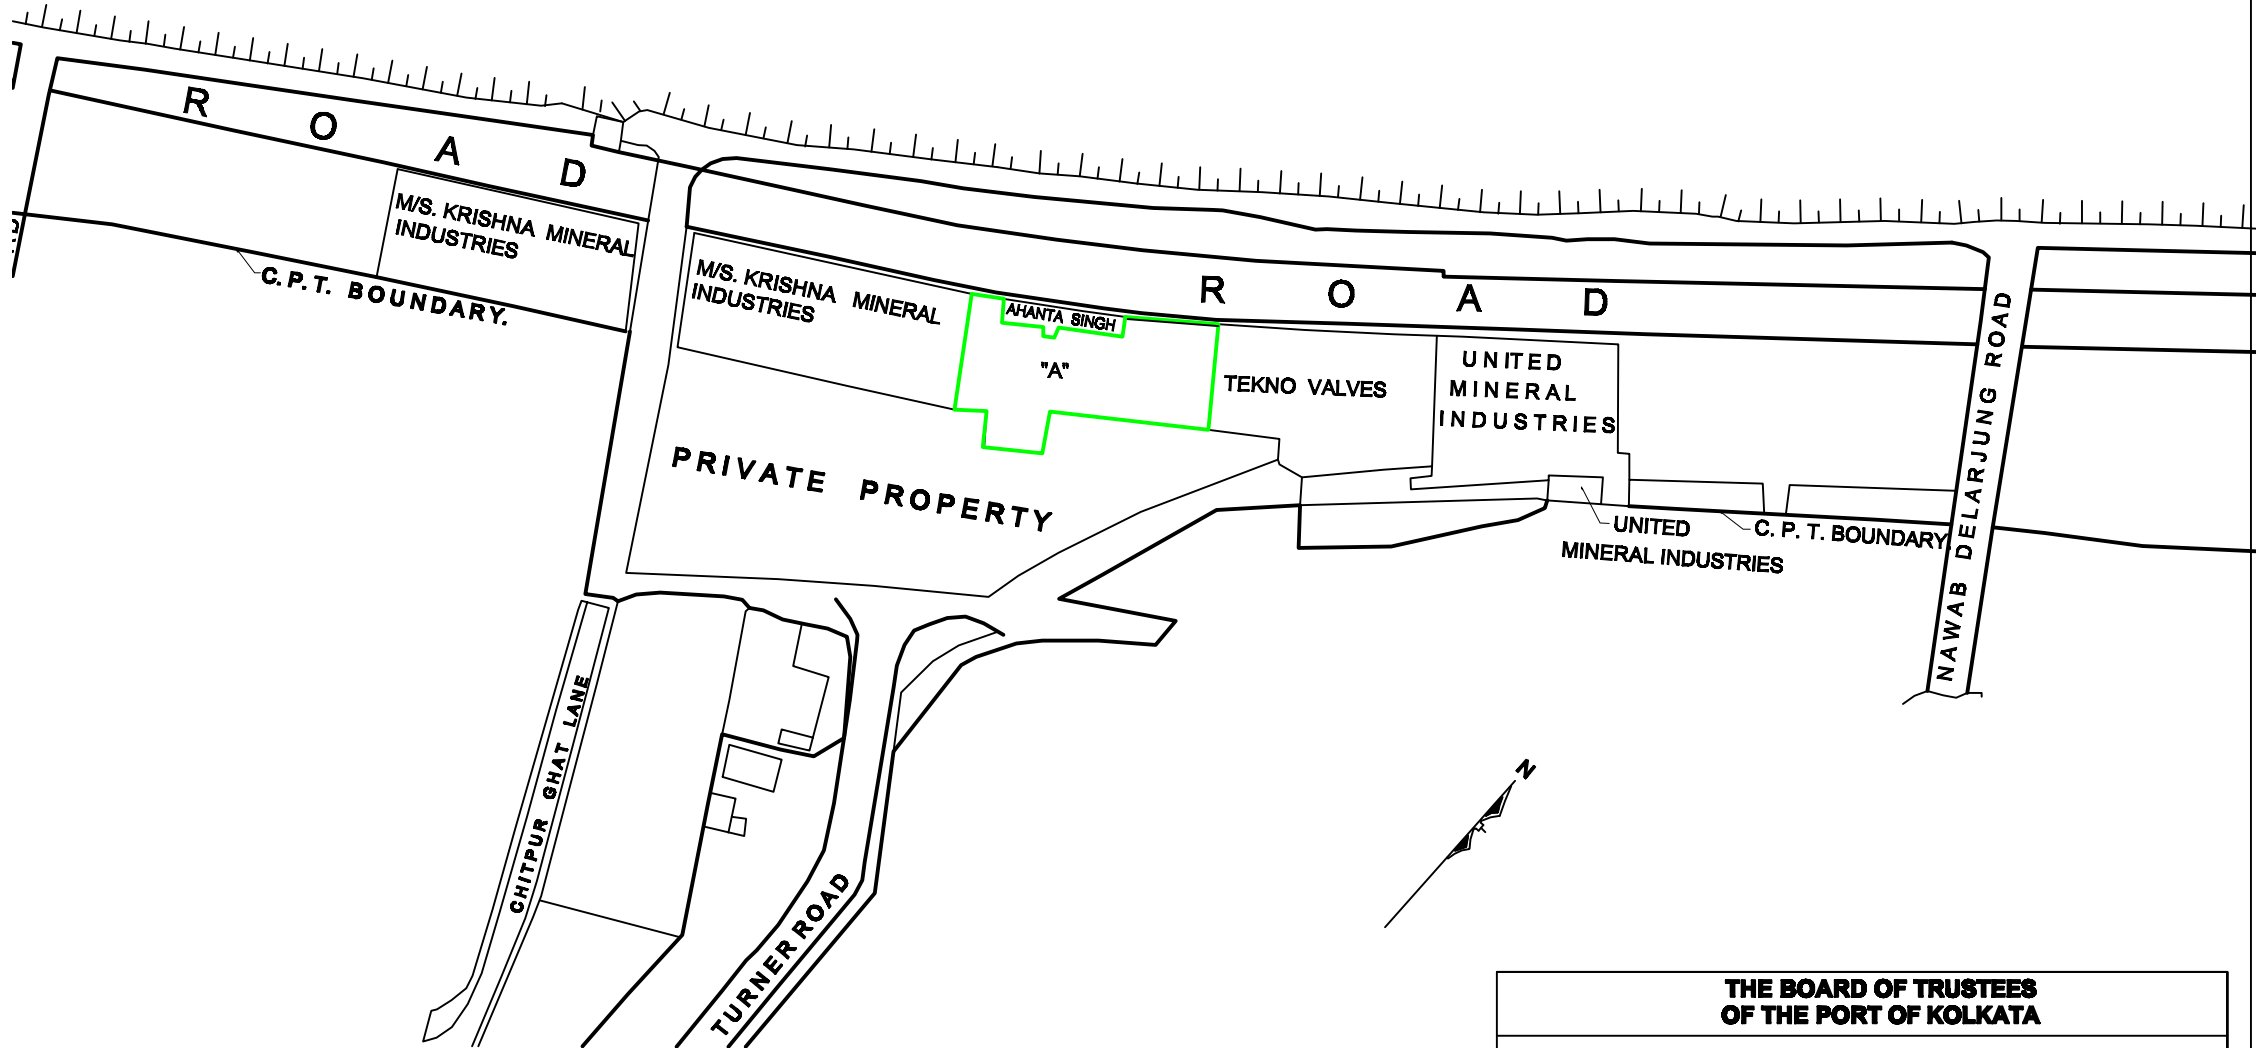 R O A D
M/S. KRISHNA MINERAL
INDUSTRIES
C. P. T. BOUNDARY.
M/S. KRISHNA MINERAL
INDUSTRIES
AHANTA SINGH
"A"
R O A D
TEKNO VALVES
UNITED
MINERAL
INDUSTRIES
PRIVATE PROPERTY
UNITED
MINERAL INDUSTRIES
C. P. T. BOUNDARY.
NAWAB DELARJUNG ROAD
CHITPUR GHAT LANE
TURNER ROAD
N
THE BOARD OF TRUSTEES
OF THE PORT OF KOLKATA